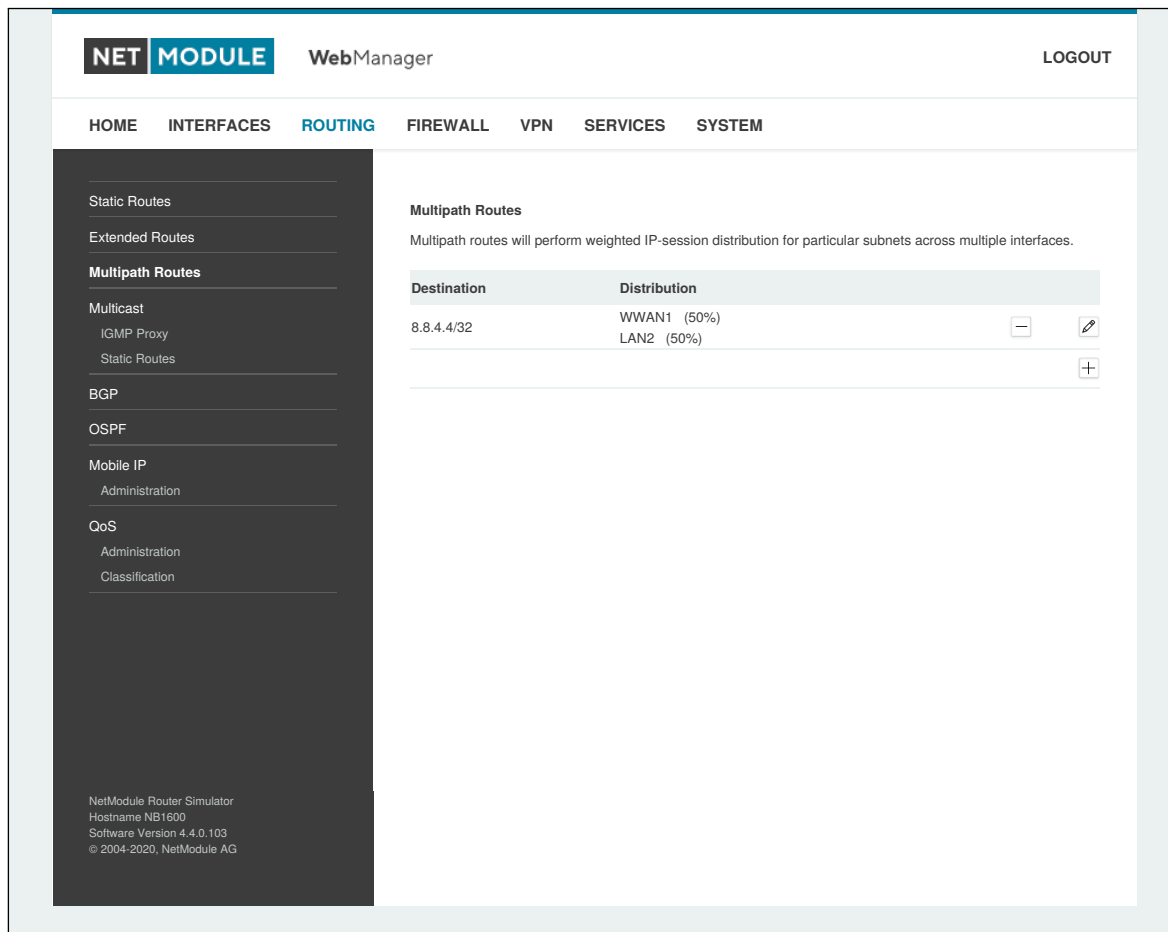 NET MODULE WebManager LOGOUT
HOME INTERFACES ROUTING FIREWALL VPN SERVICES SYSTEM
Static Routes
Extended Routes
Multipath Routes
Multicast
IGMP Proxy
Static Routes
BGP
OSPF
Mobile IP
Administration
QoS
Administration
Classification
NetModule Router Simulator
Hostname NB1600
Software Version 4.4.0.103
© 2004-2020, NetModule AG
Multipath Routes
Multipath routes will perform weighted IP-session distribution for particular subnets across multiple interfaces.
Destination Distribution
8.8.4.4/32 WWAN1 (50%)
LAN2 (50%)